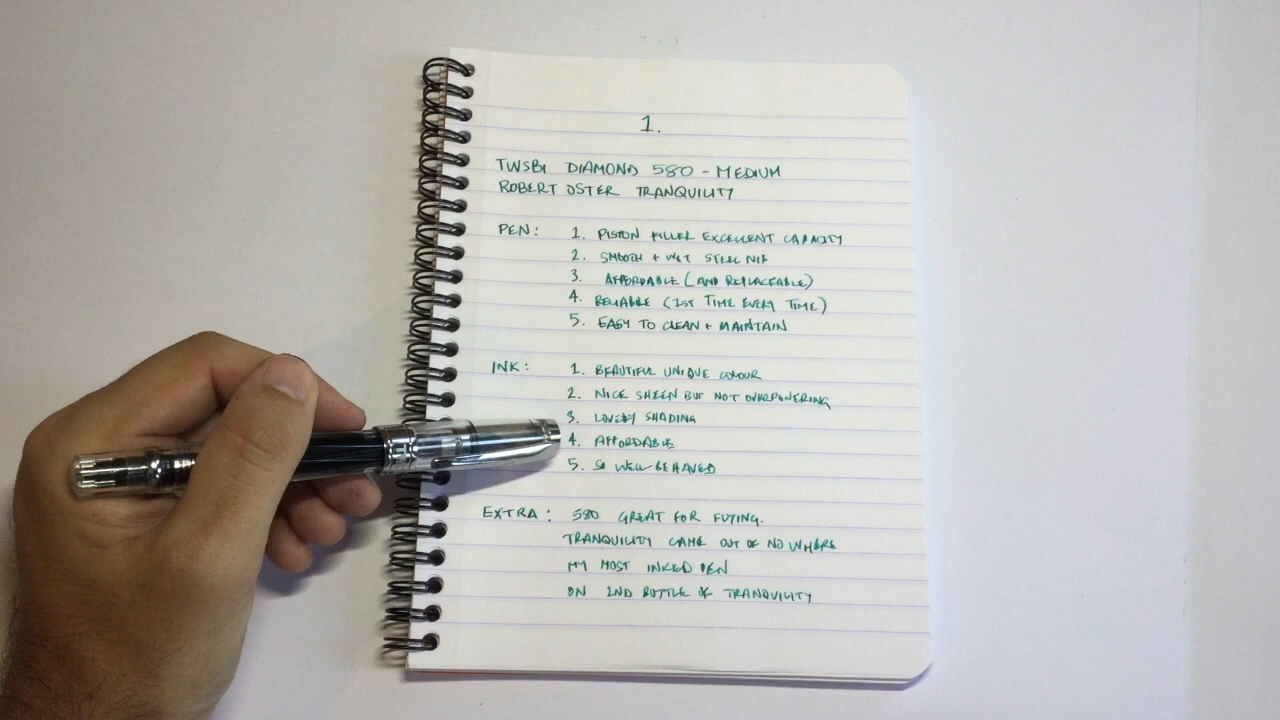 1.
TWSBI DIAMOND 580 - MEDIUM
ROBERT OSTER TRANQUILITY
PEN: 1. PISTON FILLER EXCELLENT CAPACITY
2. SMOOTH + WET STEEL NIB
3. AFFORDABLE (AND REPLACEABLE)
4. RELIABLE (1ST TIME EVERY TIME)
5. EASY TO CLEAN + MAINTAIN
INK: 1. BEAUTIFUL UNIQUE COLOUR
2. NICE SHEEN BUT NOT OVERPOWERING
3. LOVELY SHADING
4. AFFORDABLE
5. SO WELL BEHAVED
EXTRA: 580 GREAT FOR FLYING.
TRANQUILITY CAME OUT OF NO WHERE
MY MOST INKED PEN
ON 2ND BOTTLE OF TRANQUILITY